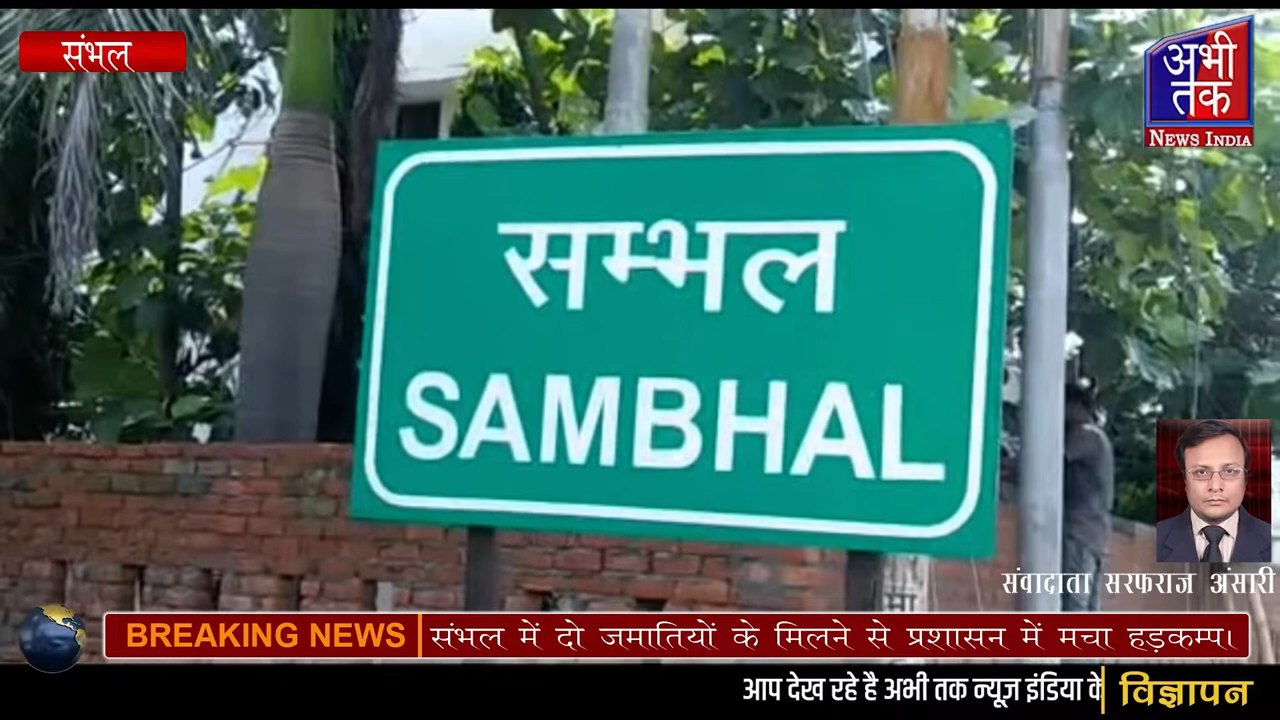 संभल
अभी
तक
NEWS INDIA
सम्भल
SAMBHAL
संवादाता सरफराज अंसारी
BREAKING NEWS संभल में दो जमातियों के मिलने से प्रशासन में मचा हड़कम्प।
आप देख रहे है अभी तक न्यूज़ इंडिया के विज्ञापन